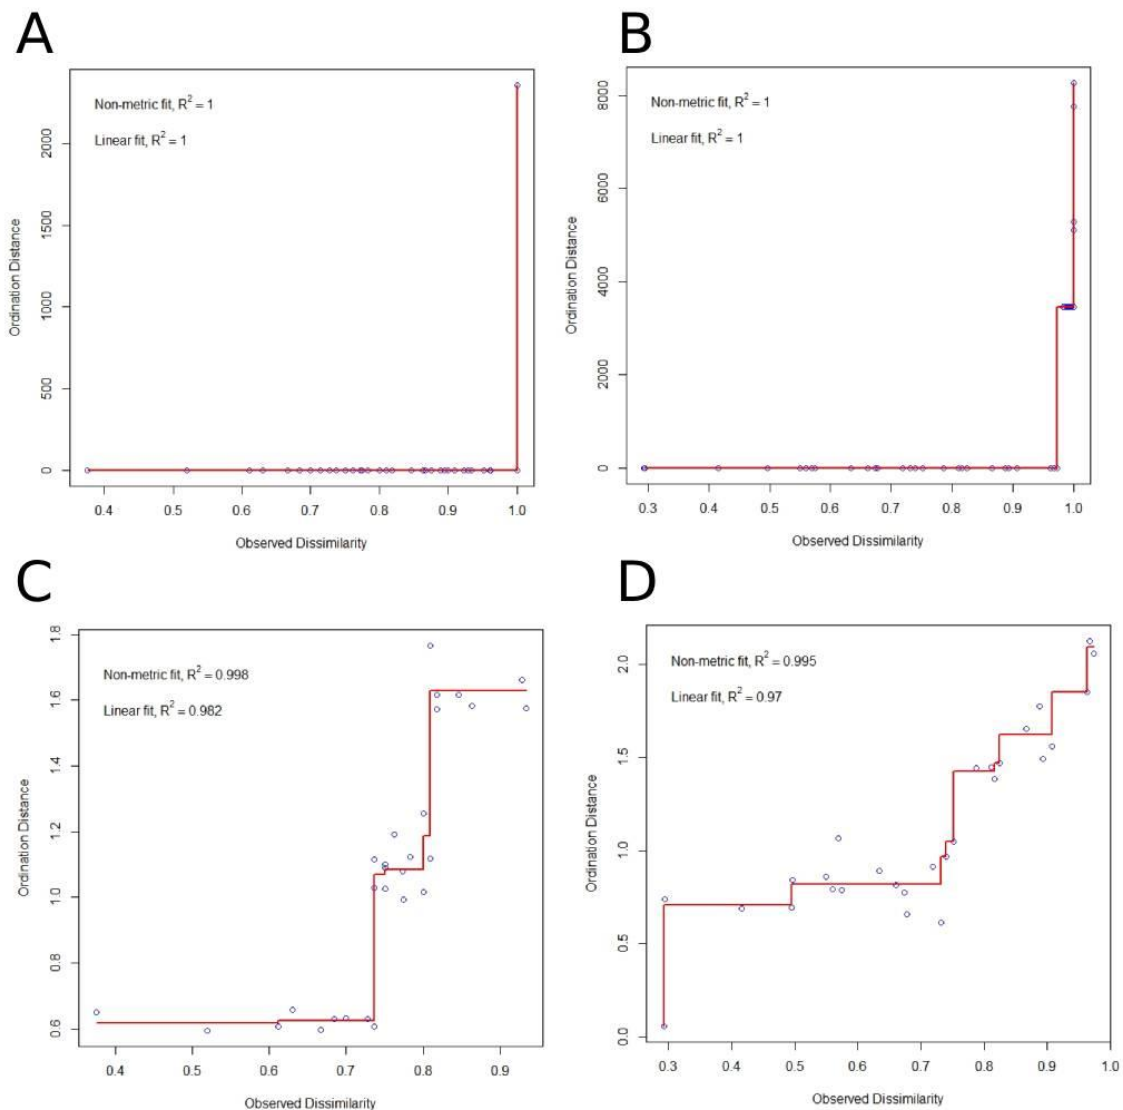 A
Non-metric fit, R² = 1
Linear fit, R² = 1
Ordination Distance
2000
1500
1000
500
0
0.4 0.5 0.6 0.7 0.8 0.9 1.0
Observed Dissimilarity
B
Non-metric fit, R² = 1
Linear fit, R² = 1
Ordination Distance
8000
6000
4000
2000
0
0.3 0.4 0.5 0.6 0.7 0.8 0.9 1.0
Observed Dissimilarity
C
Non-metric fit, R² = 0.998
Linear fit, R² = 0.982
Ordination Distance
1.8
1.6
1.4
1.2
1.0
0.8
0.6
0.4 0.5 0.6 0.7 0.8 0.9
Observed Dissimilarity
D
Non-metric fit, R² = 0.995
Linear fit, R² = 0.97
Ordination Distance
2.0
1.5
1.0
0.5
0.0
0.3 0.4 0.5 0.6 0.7 0.8 0.9 1.0
Observed Dissimilarity